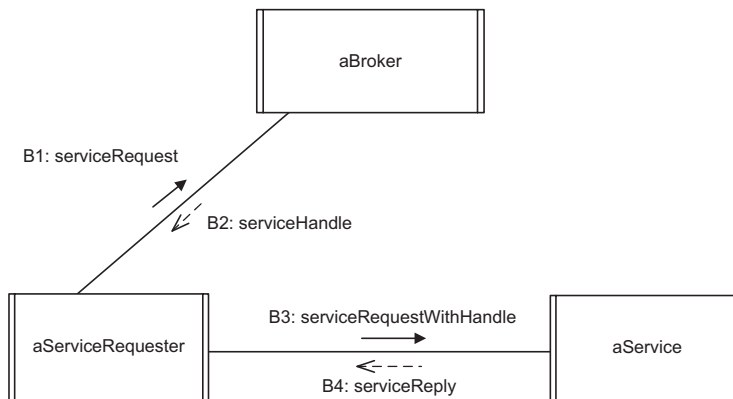 aBroker
B1: serviceRequest
B2: serviceHandle
B3: serviceRequestWithHandle
aServiceRequester
aService
B4: serviceReply